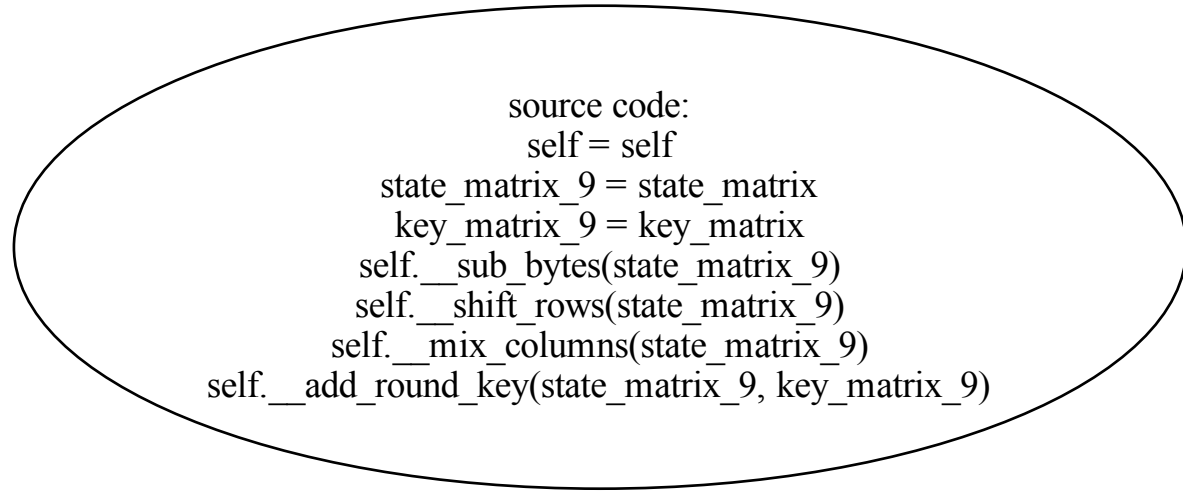 source code:
self = self
state_matrix_9 = state_matrix
key_matrix_9 = key_matrix
self.__sub_bytes(state_matrix_9)
self.__shift_rows(state_matrix_9)
self.__mix_columns(state_matrix_9)
self.__add_round_key(state_matrix_9, key_matrix_9)